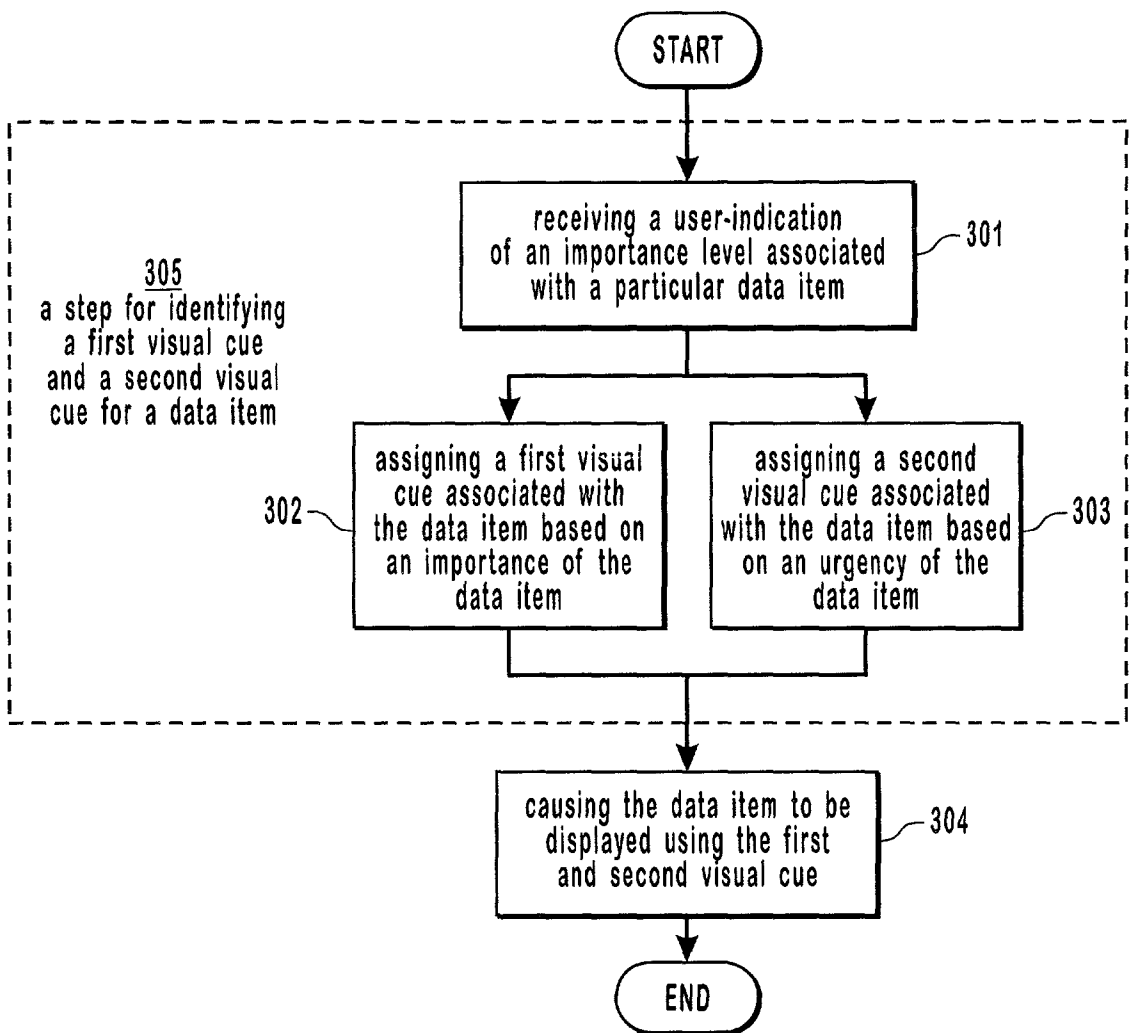 START
receiving a user-indication
of an importance level associated
with a particular data item
301
305
a step for identifying
a first visual cue
and a second visual
cue for a data item
assigning a first visual
cue associated with
the data item based on
an importance of the
data item
302
assigning a second
visual cue associated
with the data item based
on an urgency of the
data item
303
causing the data item to be
displayed using the first
and second visual cue
304
END